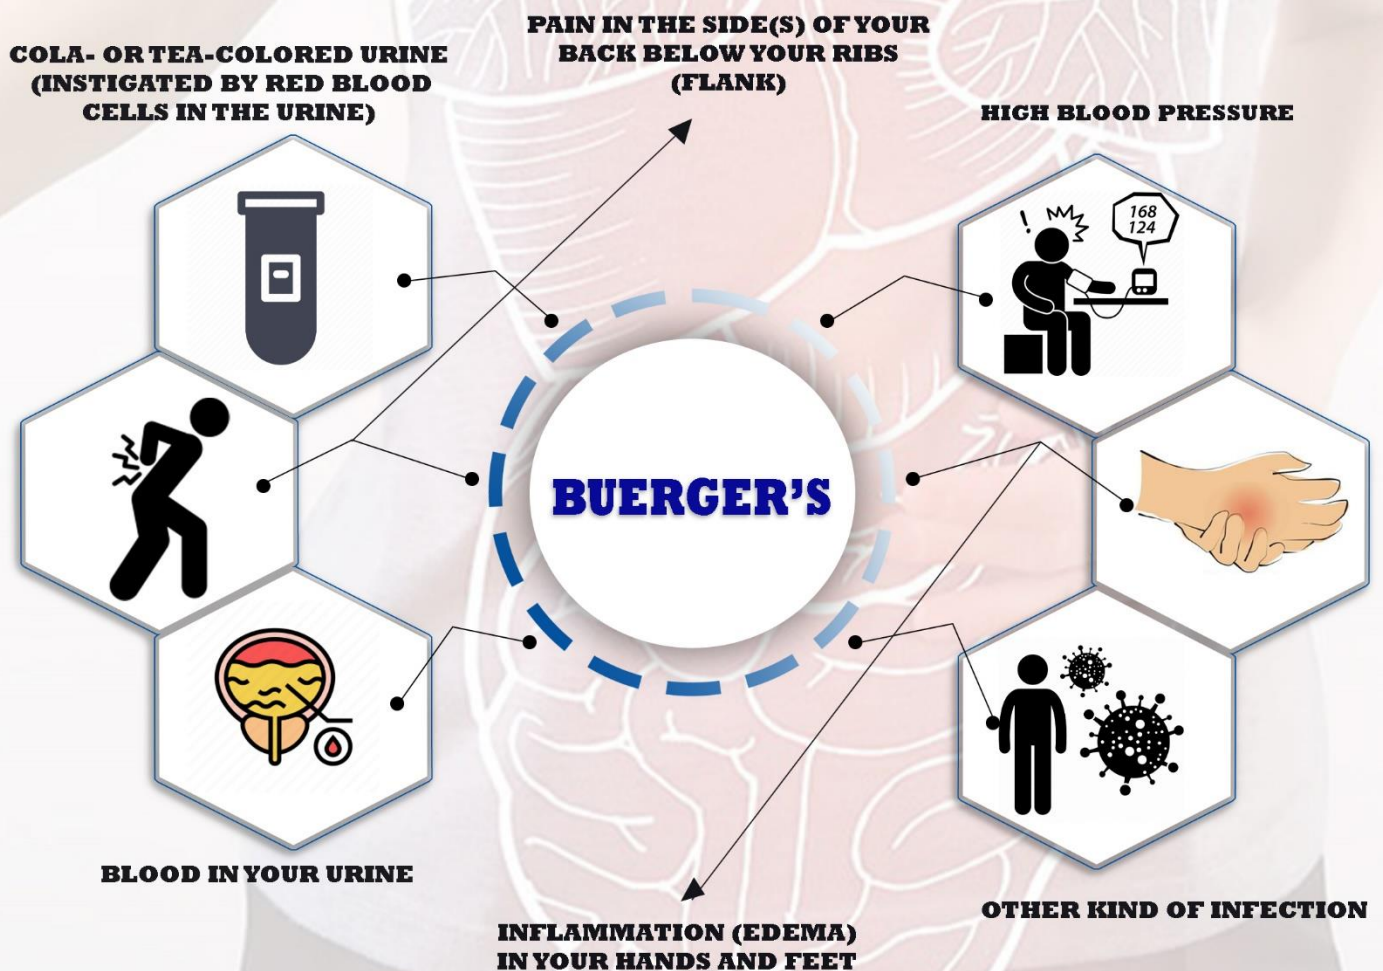 PAIN IN THE SIDE(S) OF YOUR
BACK BELOW YOUR RIBS
(FLANK)
COLA- OR TEA-COLORED URINE
(INSTIGATED BY RED BLOOD
CELLS IN THE URINE)
HIGH BLOOD PRESSURE
!
168
124
BUERGER'S
BLOOD IN YOUR URINE
OTHER KIND OF INFECTION
INFLAMMATION (EDEMA)
IN YOUR HANDS AND FEET